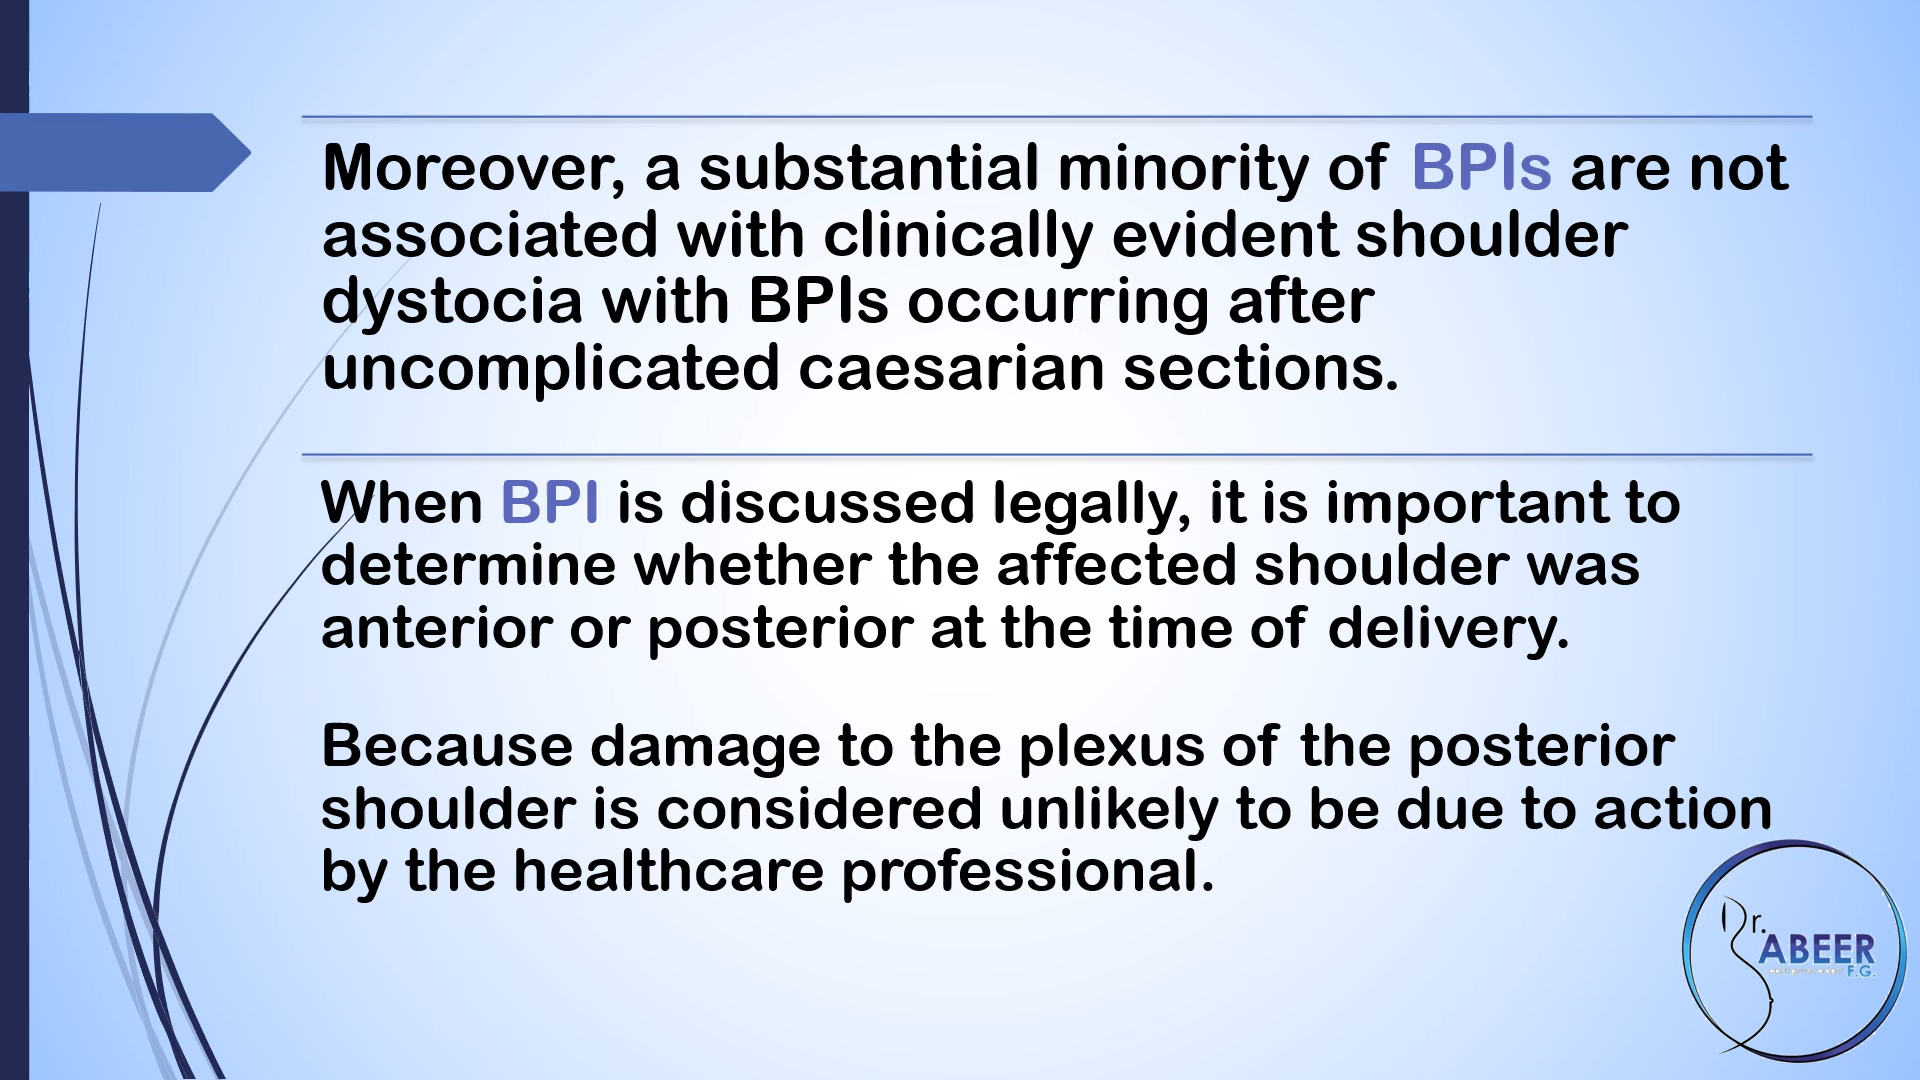 Moreover, a substantial minority of BPIs are not
associated with clinically evident shoulder
dystocia with BPIs occurring after
uncomplicated caesarian sections.
When BPI is discussed legally, it is important to
determine whether the affected shoulder was
anterior or posterior at the time of delivery.
Because damage to the plexus of the posterior
shoulder is considered unlikely to be due to action
by the healthcare professional.
Dr.
ABEER
F.G.